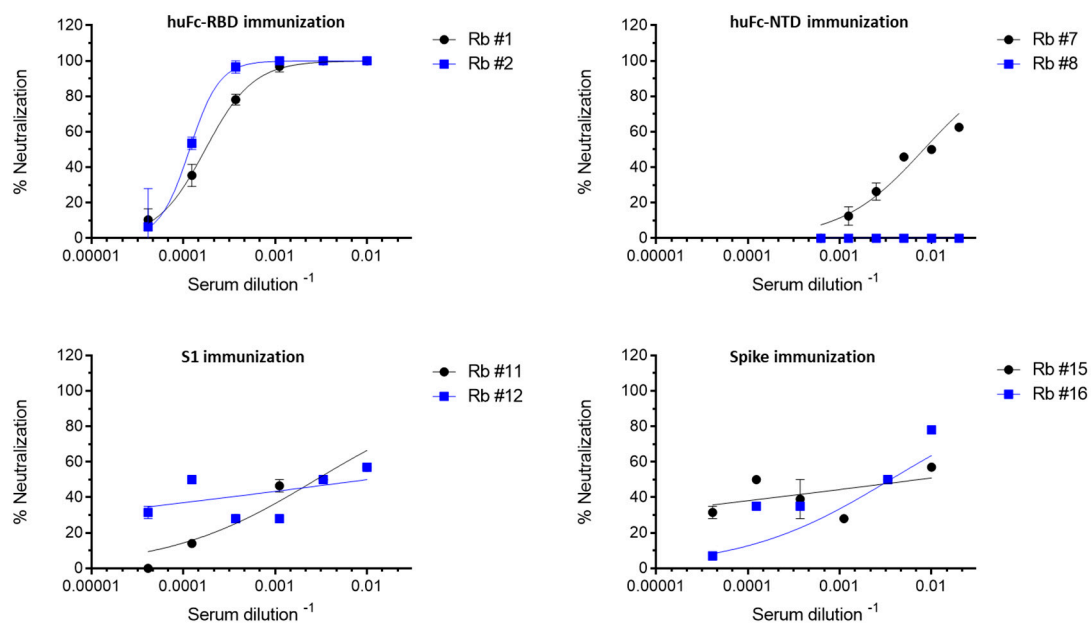 huFc-RBD immunization
120
100
80
60
40
20
0
% Neutralization
0.00001
0.0001
0.001
0.01
Serum dilution -1
Rb #1
Rb #2
huFc-NTD immunization
120
100
80
60
40
20
0
% Neutralization
0.00001
0.0001
0.001
0.01
Serum dilution -1
Rb #7
Rb #8
S1 immunization
120
100
80
60
40
20
0
% Neutralization
0.00001
0.0001
0.001
0.01
Serum dilution -1
Rb #11
Rb #12
Spike immunization
120
100
80
60
40
20
0
% Neutralization
0.00001
0.0001
0.001
0.01
Serum dilution -1
Rb #15
Rb #16